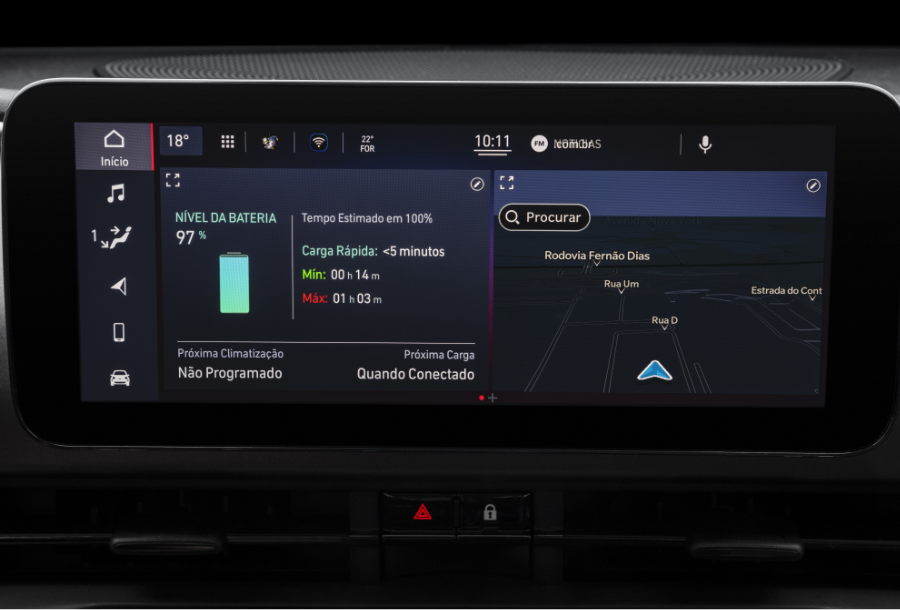 18°
22°
FOR
10:11
FM
Início
NÍVEL DA BATERIA
97 %
Tempo Estimado em 100%
Carga Rápida: <5 minutos
Mín: 00 h 14 m
Máx: 01 h 03 m
Próxima Climatização
Não Programado
Próxima Carga
Quando Conectado
1
Procurar
Rodovia Fernão Dias
Rua Um
Estrada do Cont
Rua D